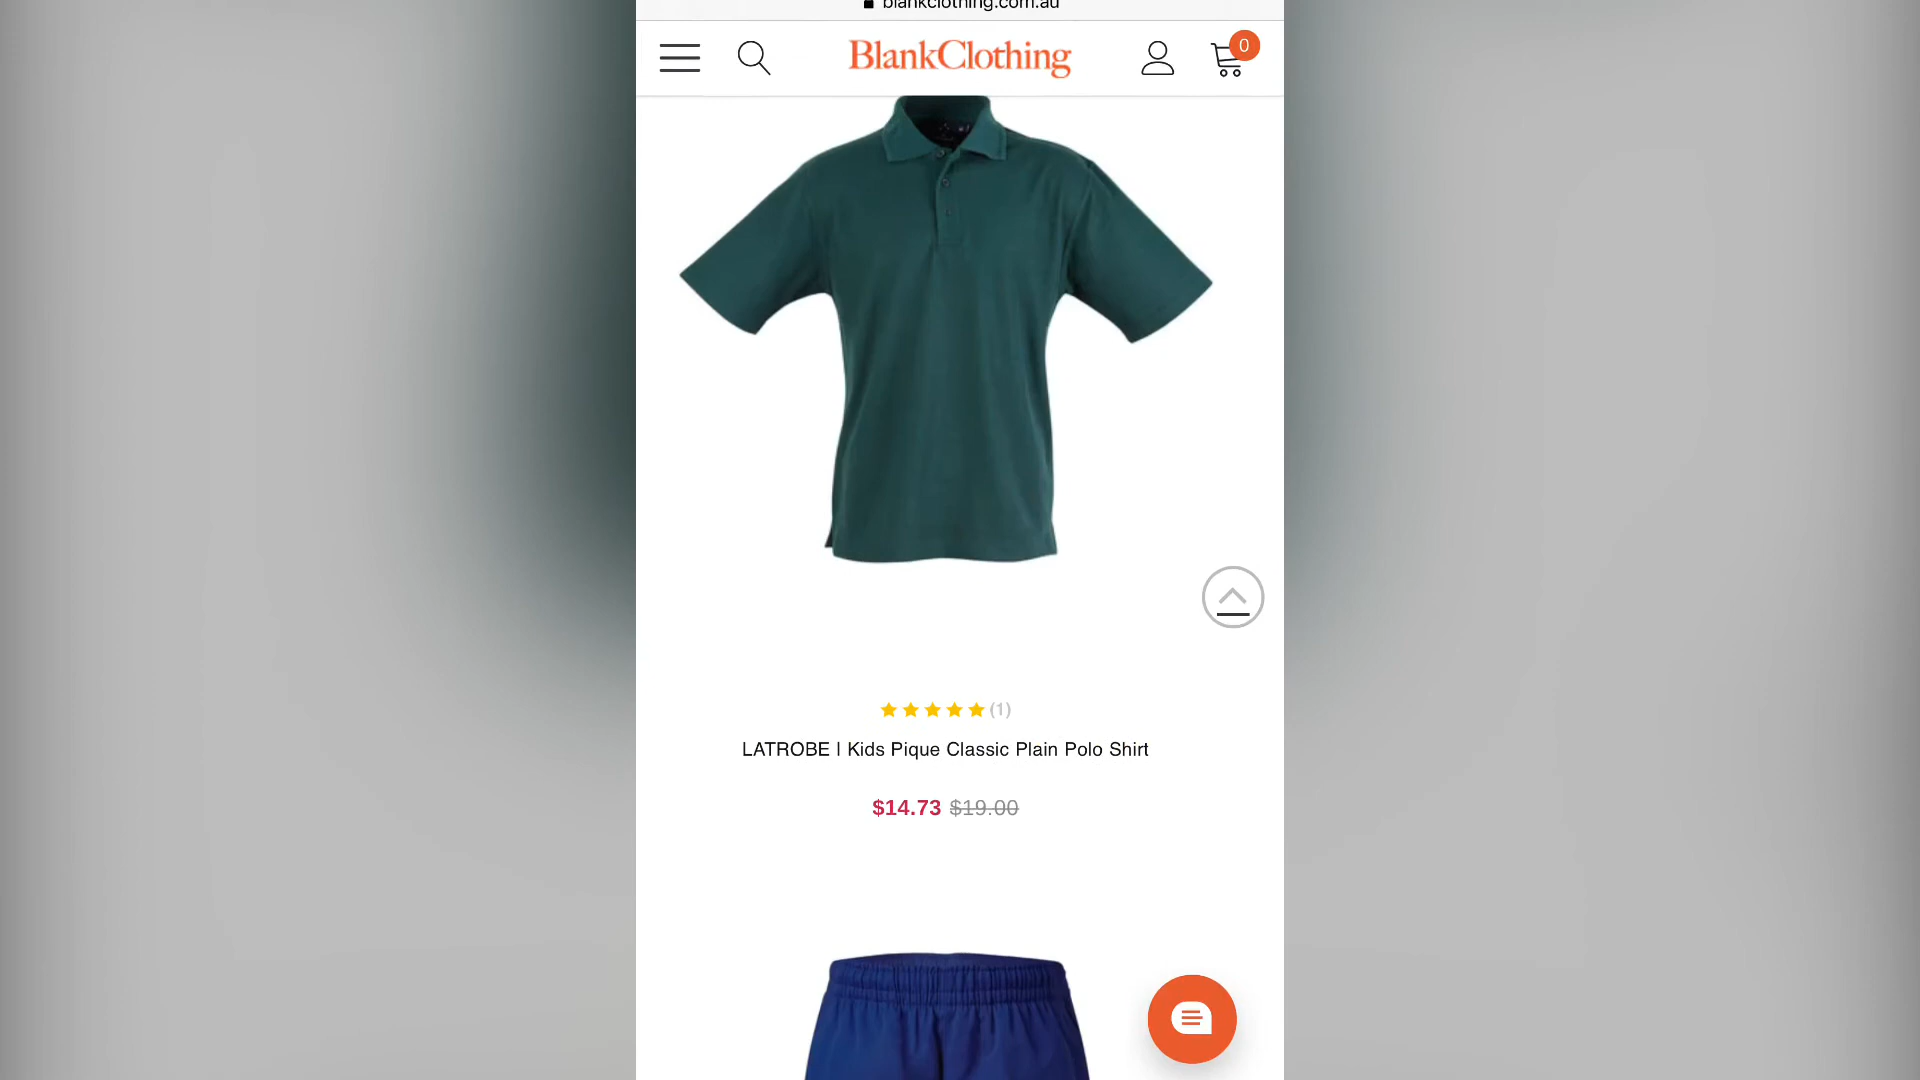 blankclothing.com.au
BlankClothing
0
(1)
LATROBE | Kids Pique Classic Plain Polo Shirt
$14.73 $19.00